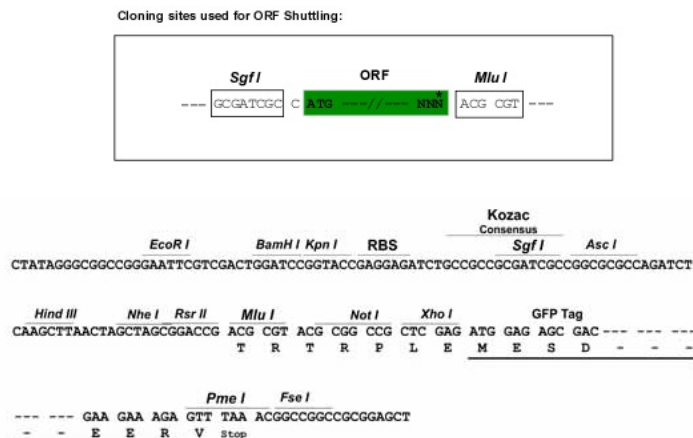 Cloning sites used for ORF Shuttling:
Sgf I ORF Mlu I
--- GCGATCGC C ATG ---//--- NNN* ACG CGT ---
Kozac
Consensus
EcoR I BamH I Kpn I RBS Sgf I Asc I
CTATAGGGCGGCCGGGAATTCGTCGACTGGATCCGGTACCGAGGAGATCTGCCGCCGCGATCGCCGGCGCGCCAGATCT
Hind III Nhe I Rsr II Mlu I Not I Xho I GFP Tag
CAAGCTTAACTAGCTAGCGGACCG ACG CGT ACG CGG CCG CTC GAG ATG GAG AGC GAC--- ---- ---
T R T R P L E M E S D - - -
Pme I Fse I
--- --- GAA GAA AGA GTT TAA ACGGCCGGCCGCGGAGCT
- - E E R V Stop